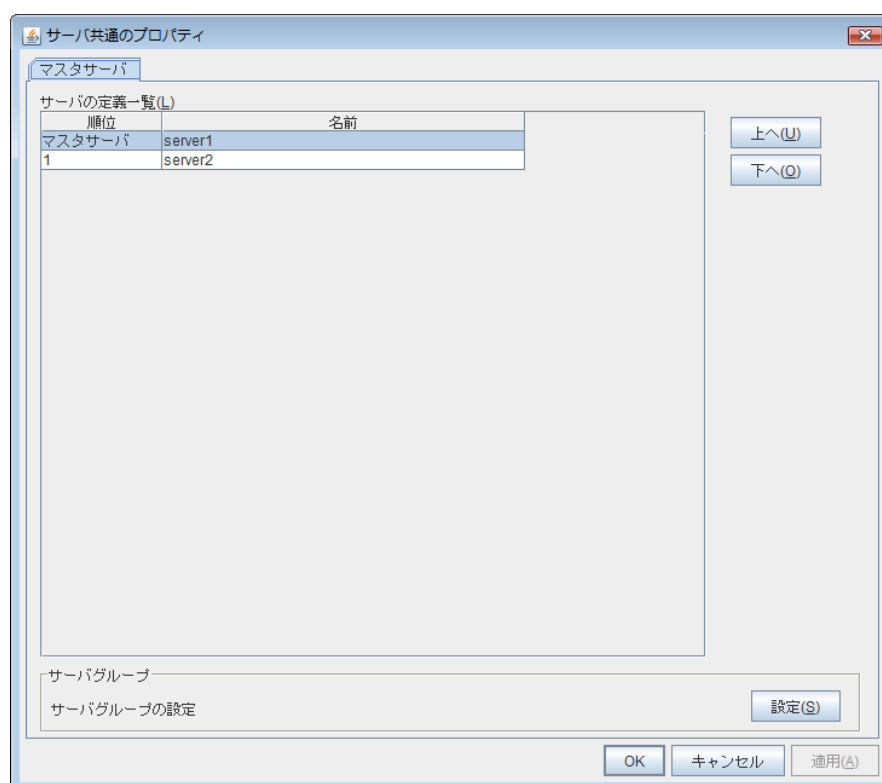 サーバ共通のプロパティ
マスタサーバ
サーバの定義一覧(L)
順位 名前
マスタサーバ server1
1 server2
上へ(U)
下へ(O)
サーバグループ
サーバグループの設定
設定(S)
OK キャンセル 適用(A)